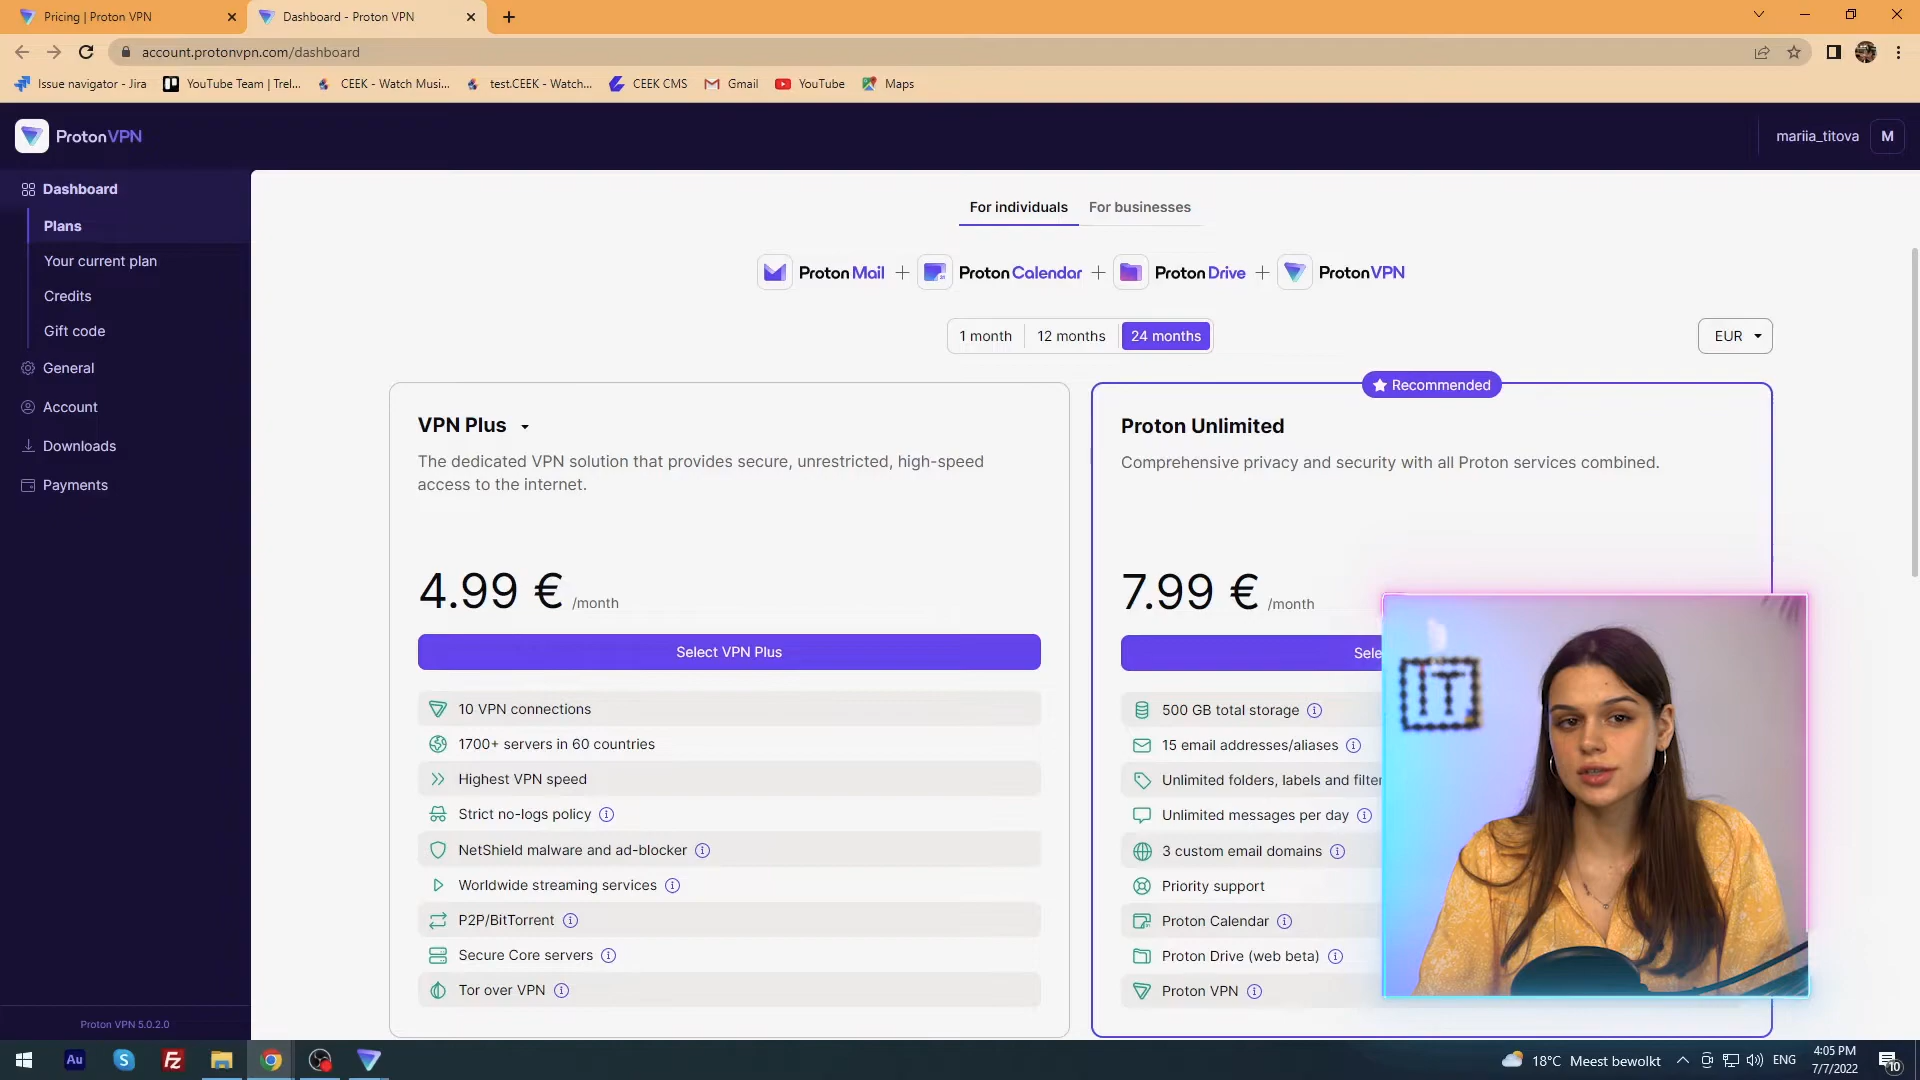 Pricing | Proton VPN
Dashboard - Proton VPN
account.protonvpn.com/dashboard
Issue navigator - Jira
YouTube Team | Trel...
CEEK - Watch Musi...
test.CEEK - Watch...
CEEK CMS
Gmail
YouTube
Maps
ProtonVPN
mariia_titova
M
Dashboard
Plans
Your current plan
Credits
Gift code
General
Account
Downloads
Payments
Proton VPN 5.0.2.0
For individuals
For businesses
Proton Mail + Proton Calendar + Proton Drive + ProtonVPN
1 month
12 months
24 months
EUR
VPN Plus
The dedicated VPN solution that provides secure, unrestricted, high-speed
access to the internet.
4.99 € /month
Select VPN Plus
10 VPN connections
1700+ servers in 60 countries
Highest VPN speed
Strict no-logs policy
NetShield malware and ad-blocker
Worldwide streaming services
P2P/BitTorrent
Secure Core servers
Tor over VPN
Recommended
Proton Unlimited
Comprehensive privacy and security with all Proton services combined.
7.99 € /month
Sele
500 GB total storage
15 email addresses/aliases
Unlimited folders, labels and filter
Unlimited messages per day
3 custom email domains
Priority support
Proton Calendar
Proton Drive (web beta)
Proton VPN
IT
Au
S
Fz
18°C Meest bewolkt
ENG
4:05 PM
7/7/2022
10